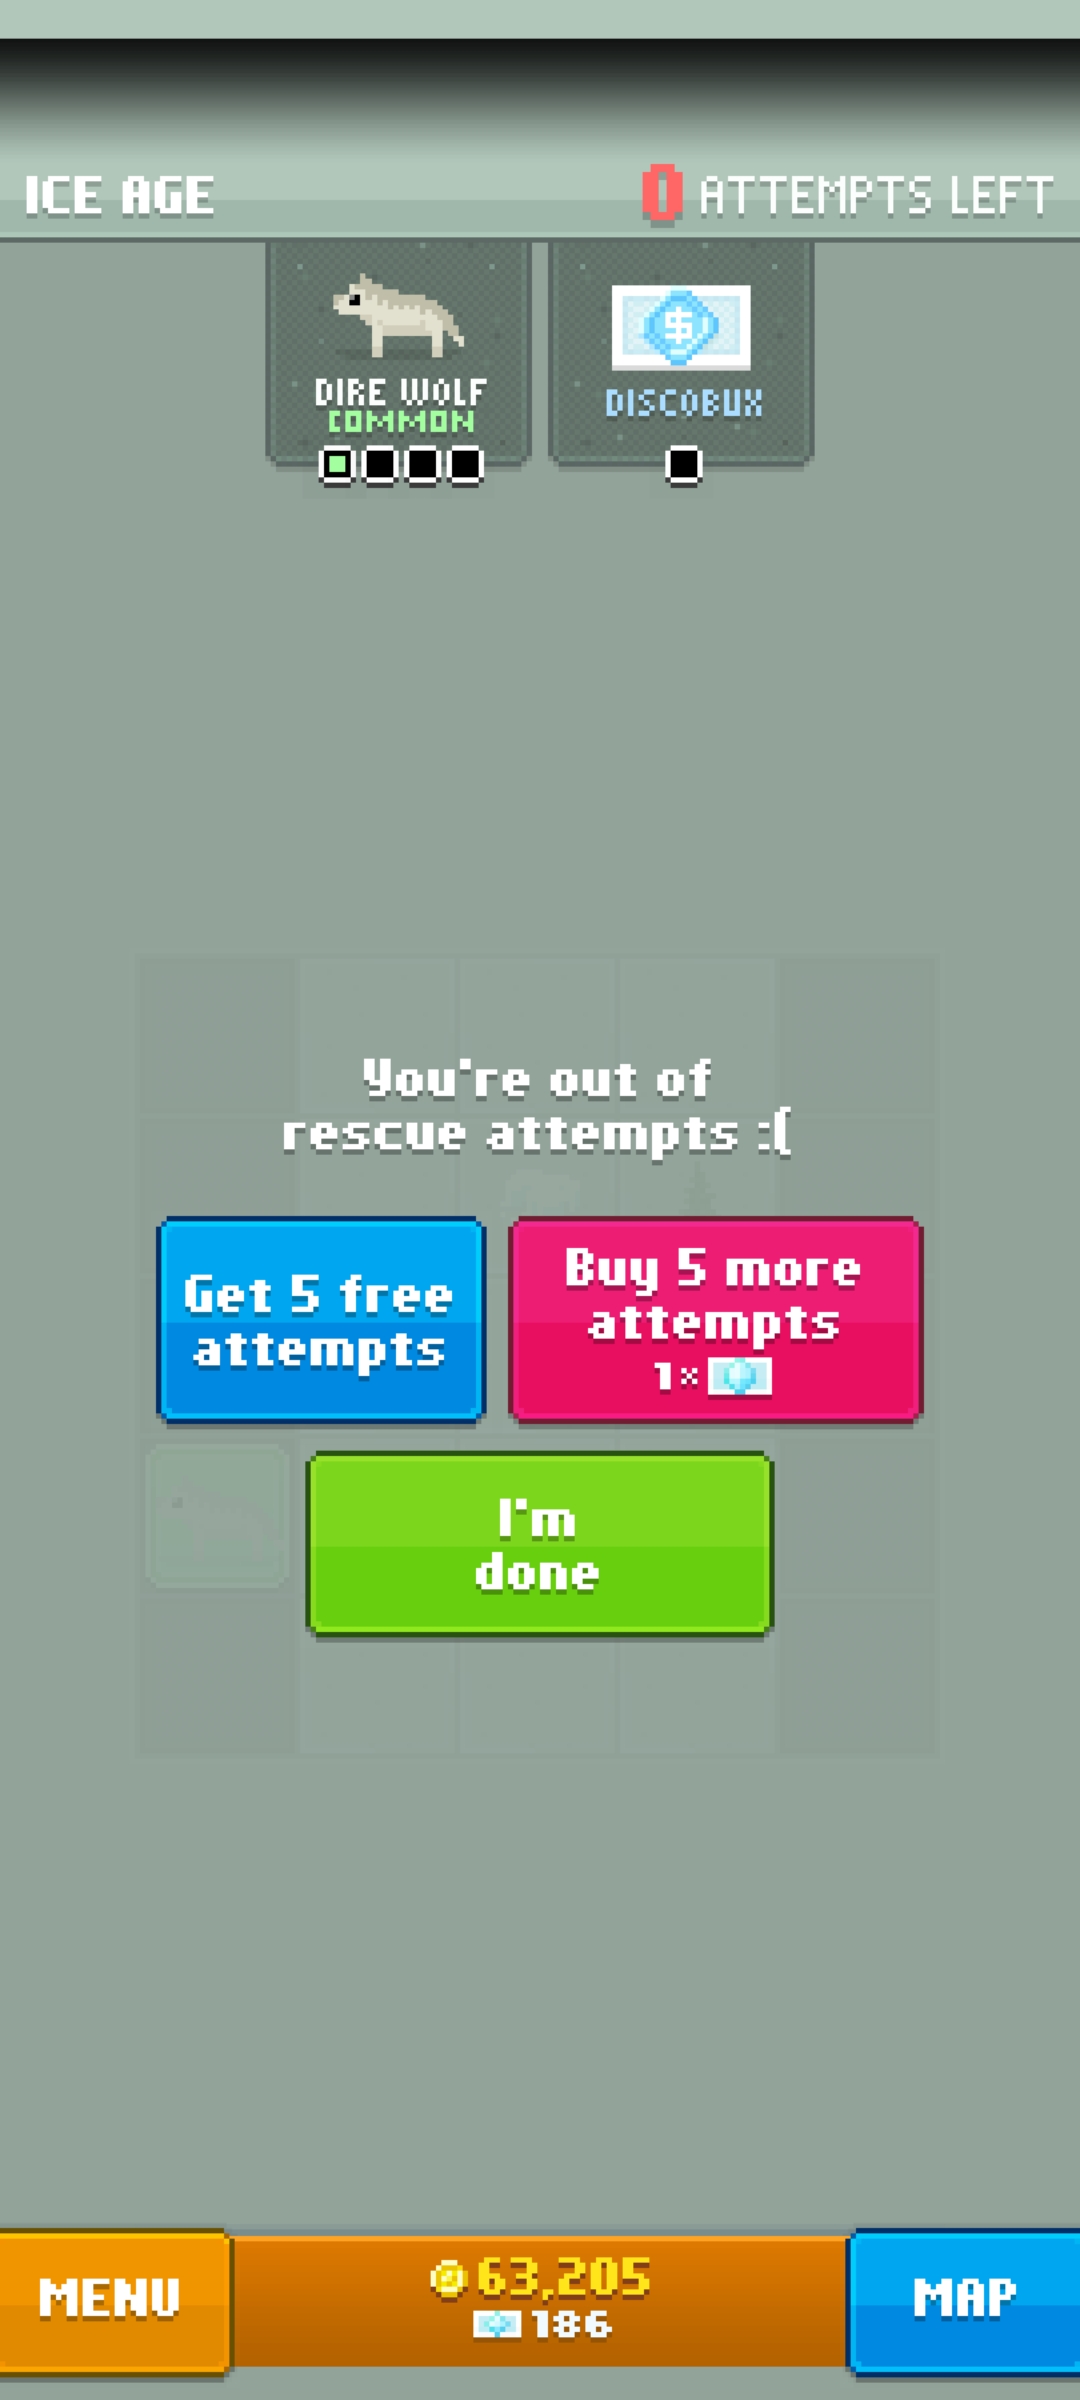 ICE AGE
0 ATTEMPTS LEFT
DIRE WOLF
COMMON
$
DISCOBUX
You're out of
rescue attempts :(
Get 5 free
attempts
Buy 5 more
attempts
1×
I'm
done
MENU
63,205
186
MAP